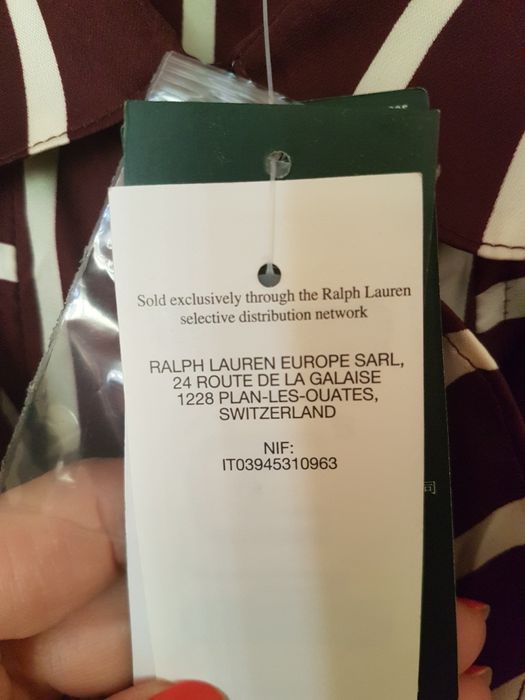 Sold exclusively through the Ralph Lauren
selective distribution network
RALPH LAUREN EUROPE SARL,
24 ROUTE DE LA GALAISE
1228 PLAN-LES-OUATES,
SWITZERLAND
NIF:
IT03945310963
司